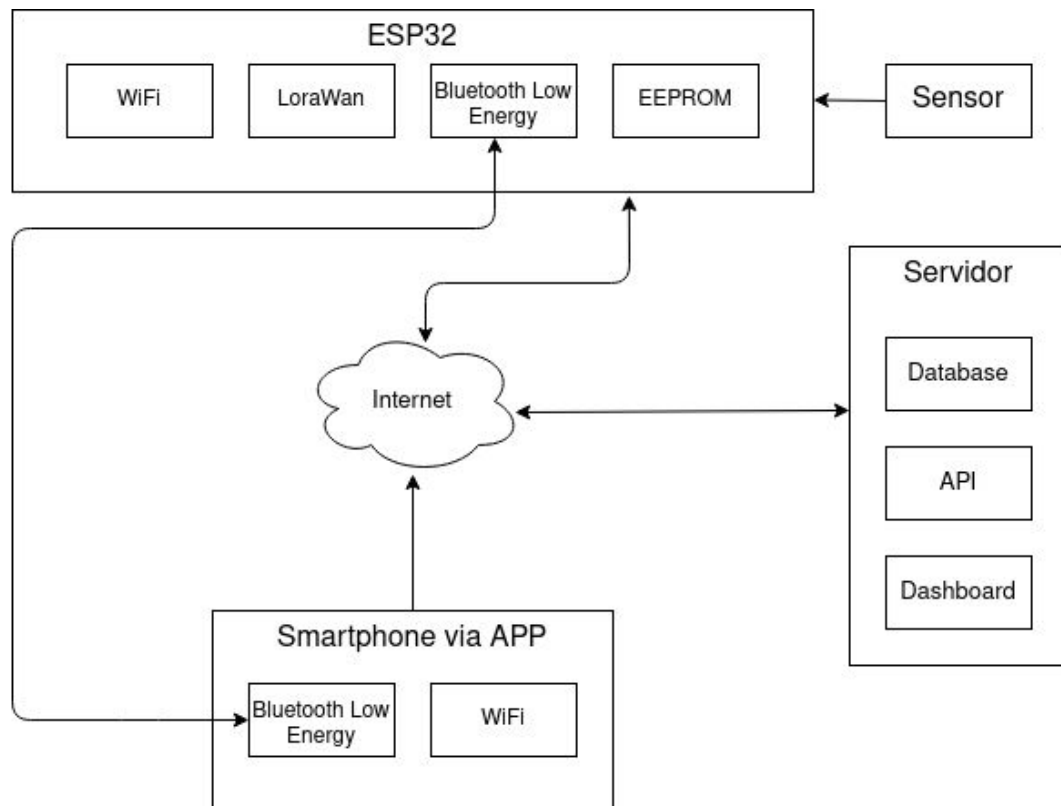 ESP32
WiFi
LoraWan
Bluetooth Low
Energy
EEPROM
Sensor
Servidor
Database
API
Dashboard
Internet
Smartphone via APP
Bluetooth Low
Energy
WiFi